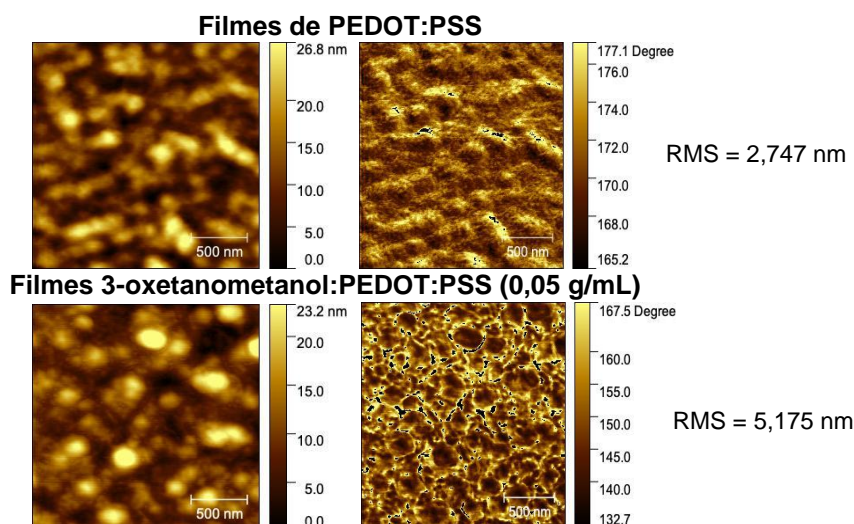 Filmes de PEDOT:PSS
26.8 nm
20.0
15.0
10.0
5.0
0.0
500 nm
177.1 Degree
176.0
174.0
172.0
170.0
168.0
165.2
RMS = 2,747 nm
Filmes 3-oxetanometanol:PEDOT:PSS (0,05 g/mL)
23.2 nm
20.0
15.0
10.0
5.0
0.0
500 nm
500 nm
167.5 Degree
160.0
155.0
150.0
145.0
140.0
132.7
RMS = 5,175 nm